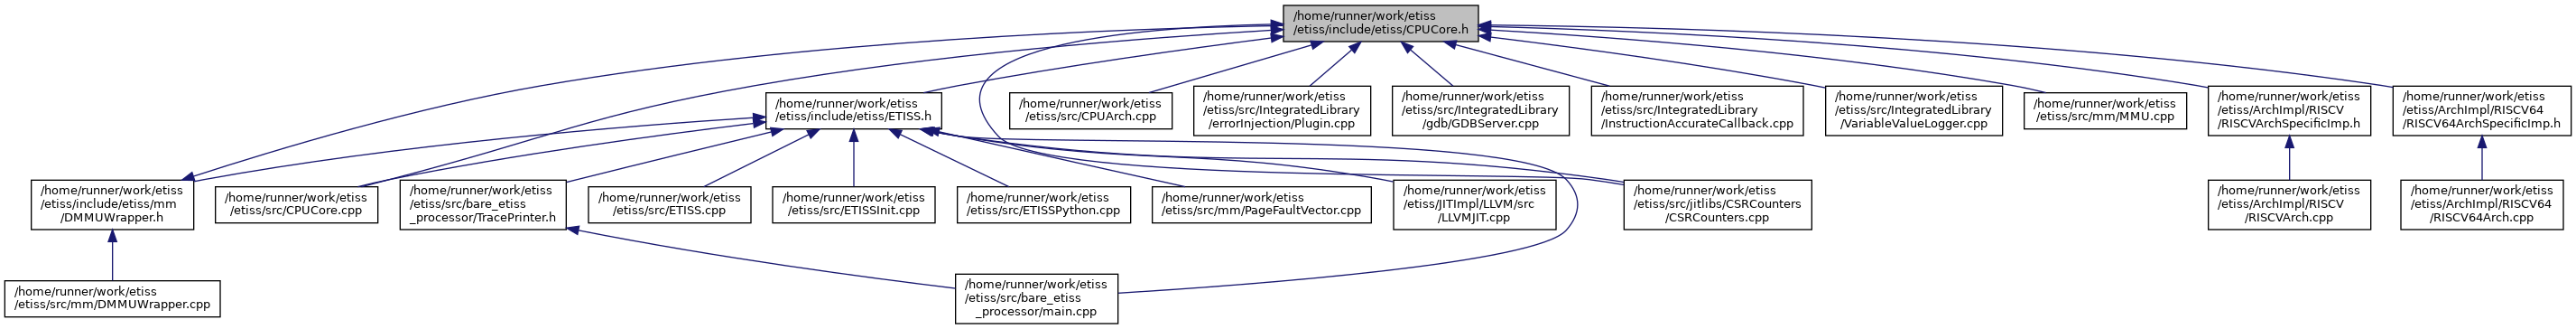 /home/runner/work/etiss
/etiss/include/etiss/CPUCore.h
/home/runner/work/etiss
/etiss/include/etiss/ETISS.h
/home/runner/work/etiss
/etiss/src/CPUArch.cpp
/home/runner/work/etiss
/etiss/src/IntegratedLibrary
/errorInjection/Plugin.cpp
/home/runner/work/etiss
/etiss/src/IntegratedLibrary
/gdb/GDBServer.cpp
/home/runner/work/etiss
/etiss/src/IntegratedLibrary
/InstructionAccurateCallback.cpp
/home/runner/work/etiss
/etiss/src/IntegratedLibrary
/VariableValueLogger.cpp
/home/runner/work/etiss
/etiss/src/mm/MMU.cpp
/home/runner/work/etiss
/etiss/ArchImpl/RISCV
/RISCVArchSpecificImp.h
/home/runner/work/etiss
/etiss/ArchImpl/RISCV64
/RISCV64ArchSpecificImp.h
/home/runner/work/etiss
/etiss/include/etiss/mm
/DMMUWrapper.h
/home/runner/work/etiss
/etiss/src/CPUCore.cpp
/home/runner/work/etiss
/etiss/src/bare_etiss
_processor/TracePrinter.h
/home/runner/work/etiss
/etiss/src/ETISS.cpp
/home/runner/work/etiss
/etiss/src/ETISSInit.cpp
/home/runner/work/etiss
/etiss/src/ETISSPython.cpp
/home/runner/work/etiss
/etiss/src/mm/PageFaultVector.cpp
/home/runner/work/etiss
/etiss/JITImpl/LLVM/src
/LLVMJIT.cpp
/home/runner/work/etiss
/etiss/src/jitlibs/CSRCounters
/CSRCounters.cpp
/home/runner/work/etiss
/etiss/ArchImpl/RISCV
/RISCVArch.cpp
/home/runner/work/etiss
/etiss/ArchImpl/RISCV64
/RISCV64Arch.cpp
/home/runner/work/etiss
/etiss/src/mm/DMMUWrapper.cpp
/home/runner/work/etiss
/etiss/src/bare_etiss
_processor/main.cpp